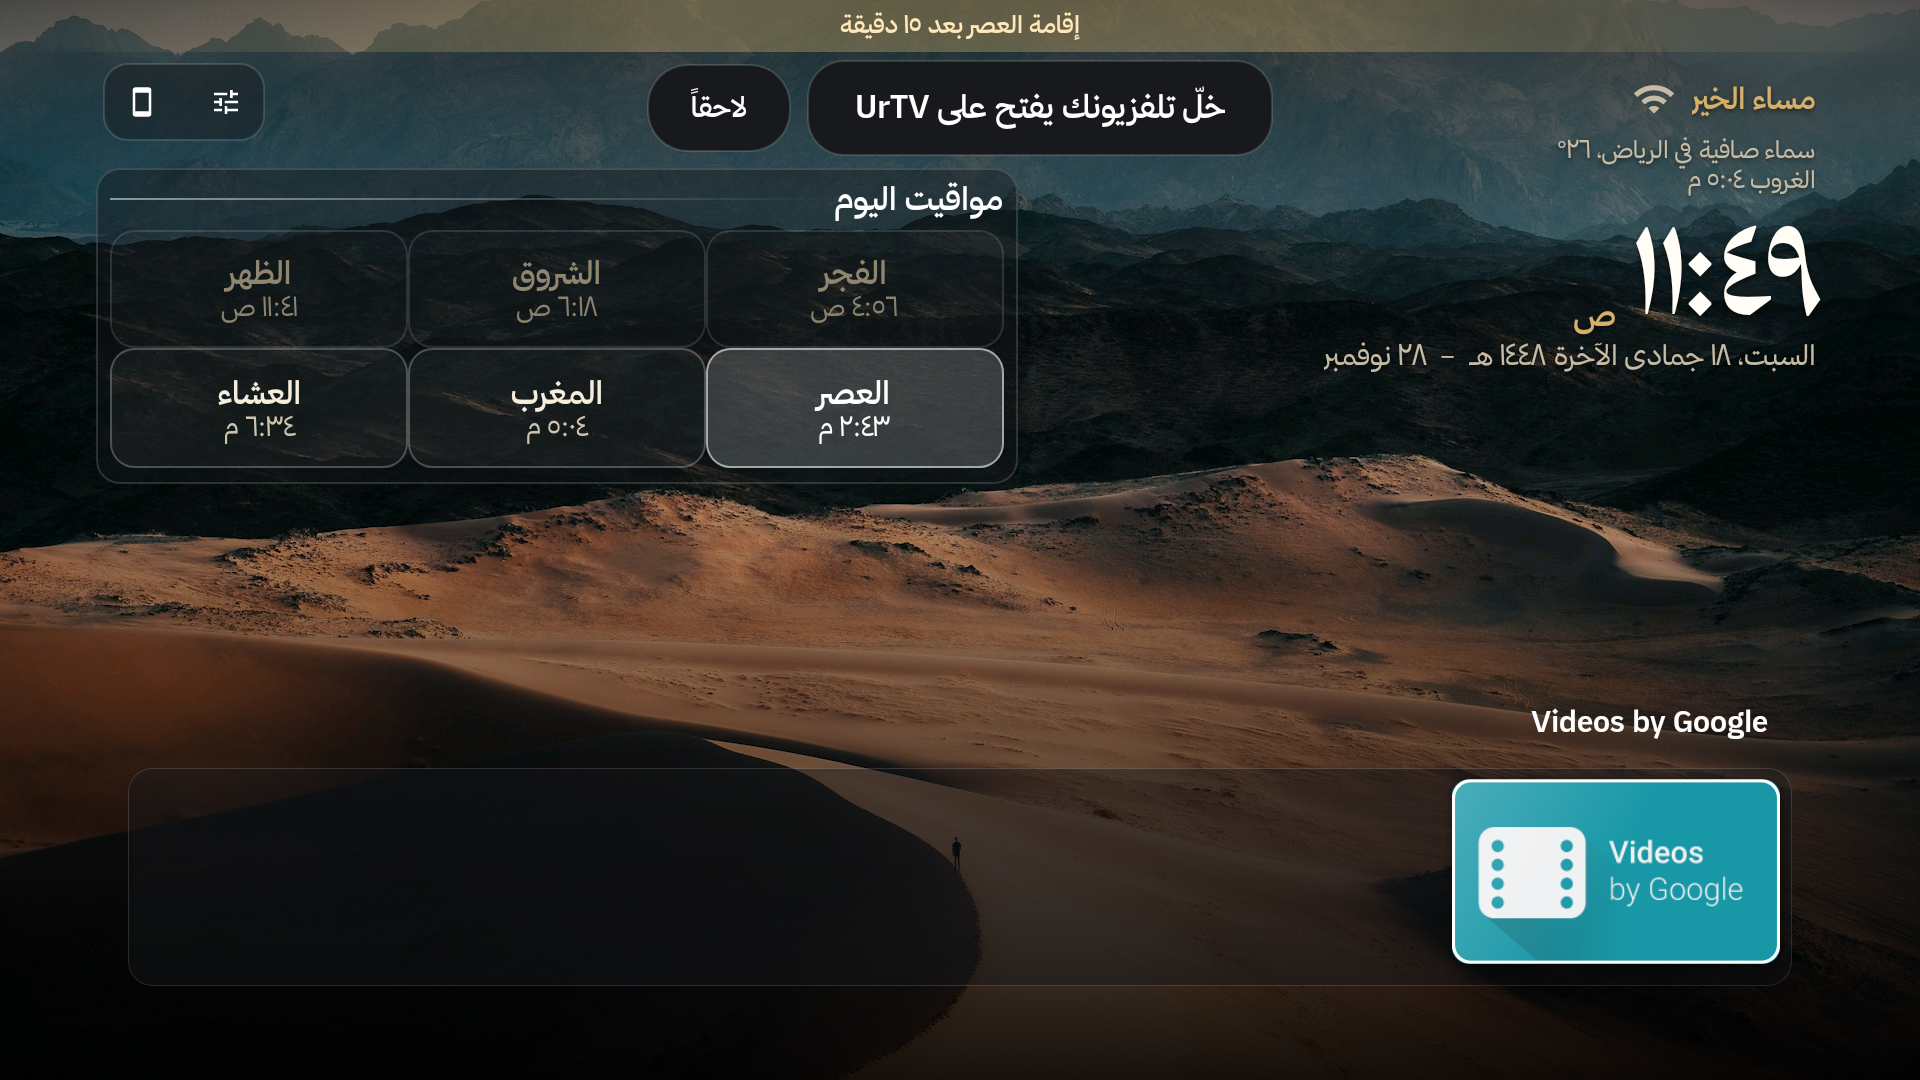 إقامة العصر بعد ١٥ دقيقة
مساء الخير
خلّ تلفزيونك يفتح على UrTV
لاحقاً
سماء صافية في الرياض، ٢٦°
الغروب ٥:٠٤ م
١١:٤٩ ص
السبت، ١٨ جمادى الآخرة ١٤٤٨ هـ – ٢٨ نوفمبر
مواقيت اليوم
الفجر
٤:٥٦ ص
الشروق
٦:١٨ ص
الظهر
١١:٤١ ص
العصر
٢:٤٣ م
المغرب
٥:٠٤ م
العشاء
٦:٣٤ م
Videos by Google
Videos
by Google